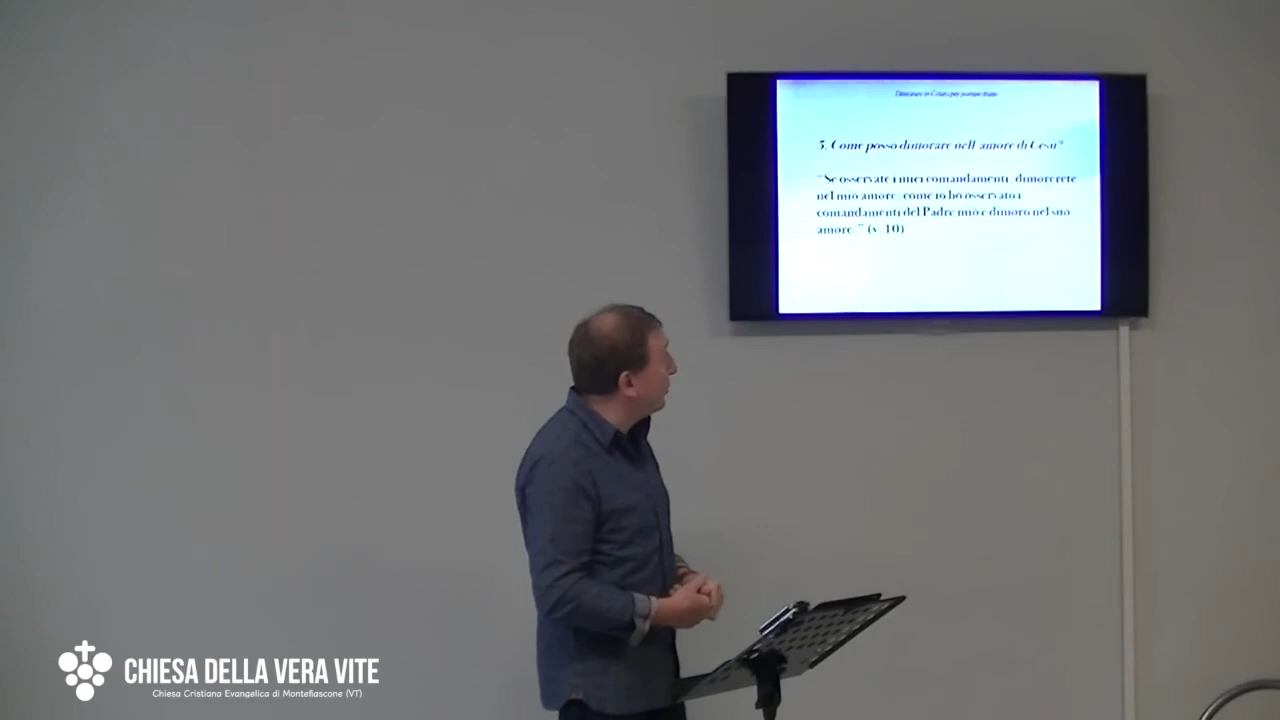 Dimorare in Cristo per portare frutto
5. Come posso dimorare nell'amore di Gesù?
“Se osservate i miei comandamenti, dimorerete
nel mio amore, come io ho osservato i
comandamenti del Padre mio e dimoro nel suo
amore.” (v. 10)
CHIESA DELLA VERA VITE
Chiesa Cristiana Evangelica di Montefiascone (VT)